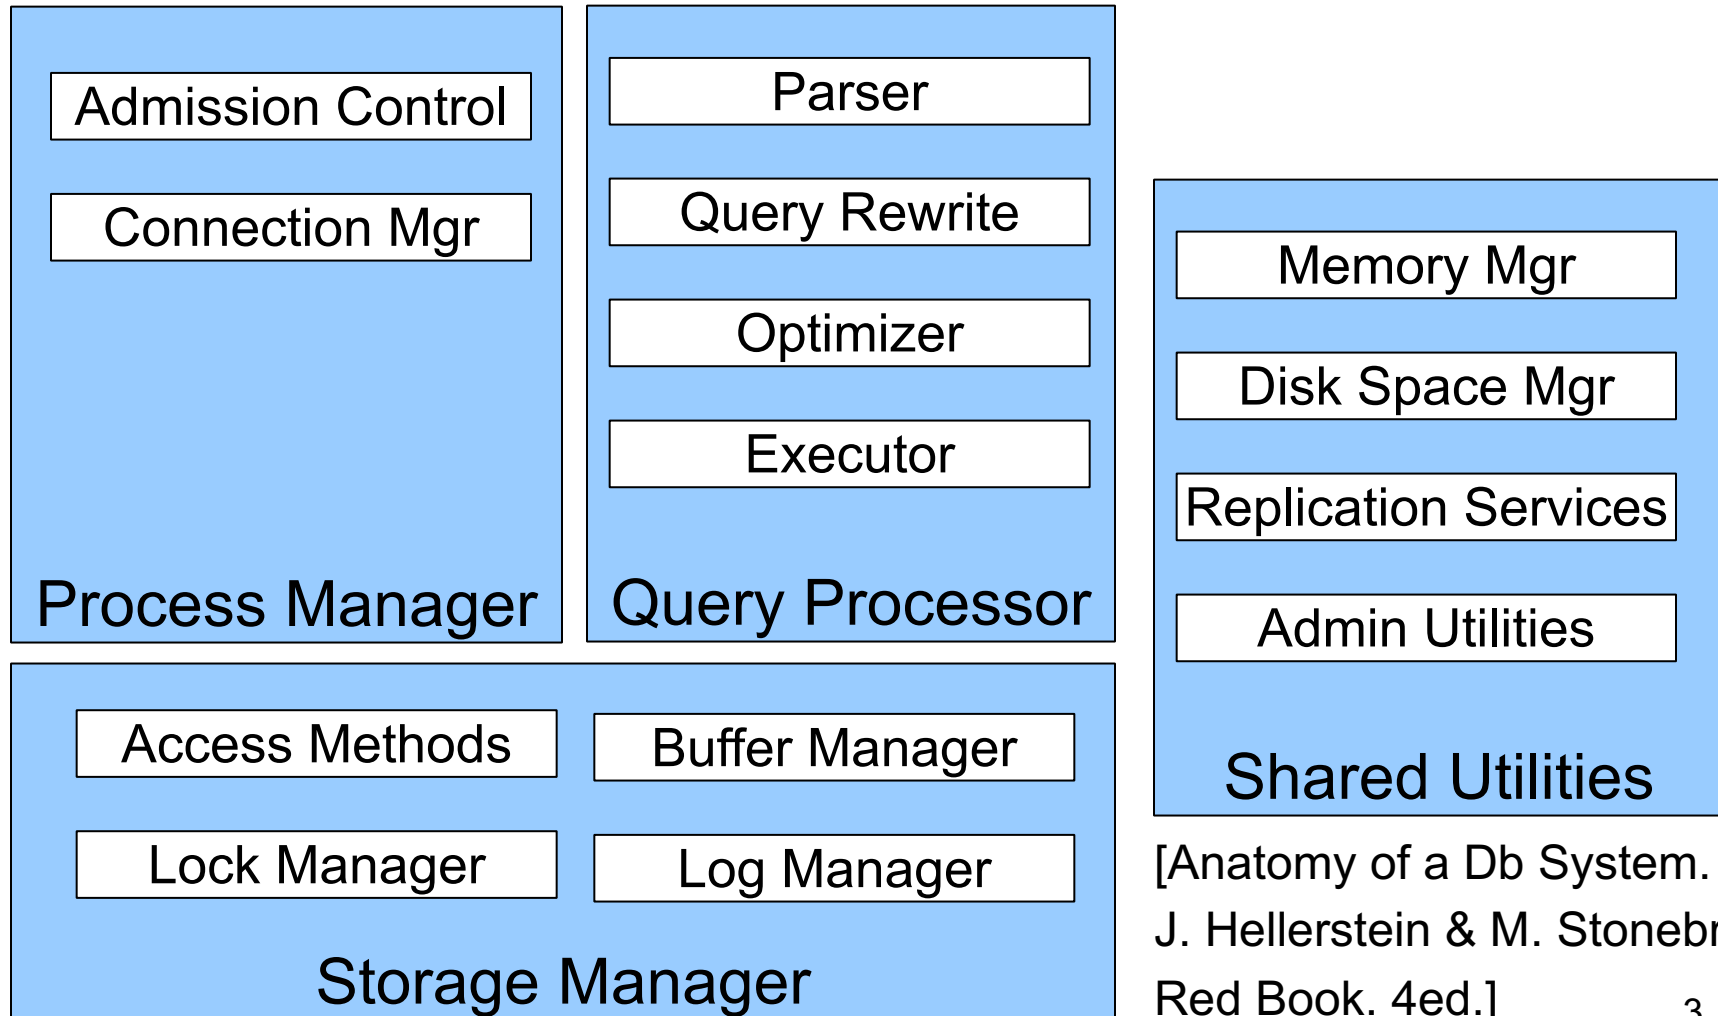 Admission Control
Connection Mgr
Process Manager
Parser
Query Rewrite
Optimizer
Executor
Query Processor
Access Methods
Buffer Manager
Lock Manager
Log Manager
Storage Manager
Memory Mgr
Disk Space Mgr
Replication Services
Admin Utilities
Shared Utilities
[Anatomy of a Db System.
J. Hellerstein & M.
Red Book. 4ed.]
3